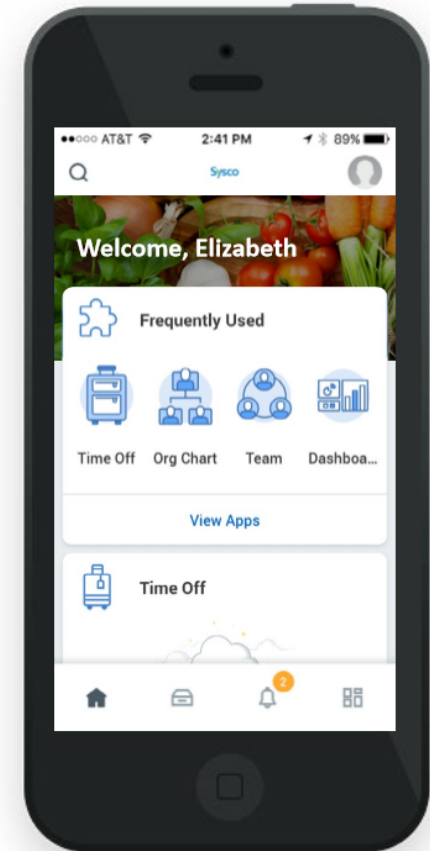 AT&T 2:41 PM 89%
Sysco
Welcome, Elizabeth
Frequently Used
Time Off Org Chart Team Dashboa...
View Apps
Time Off
2